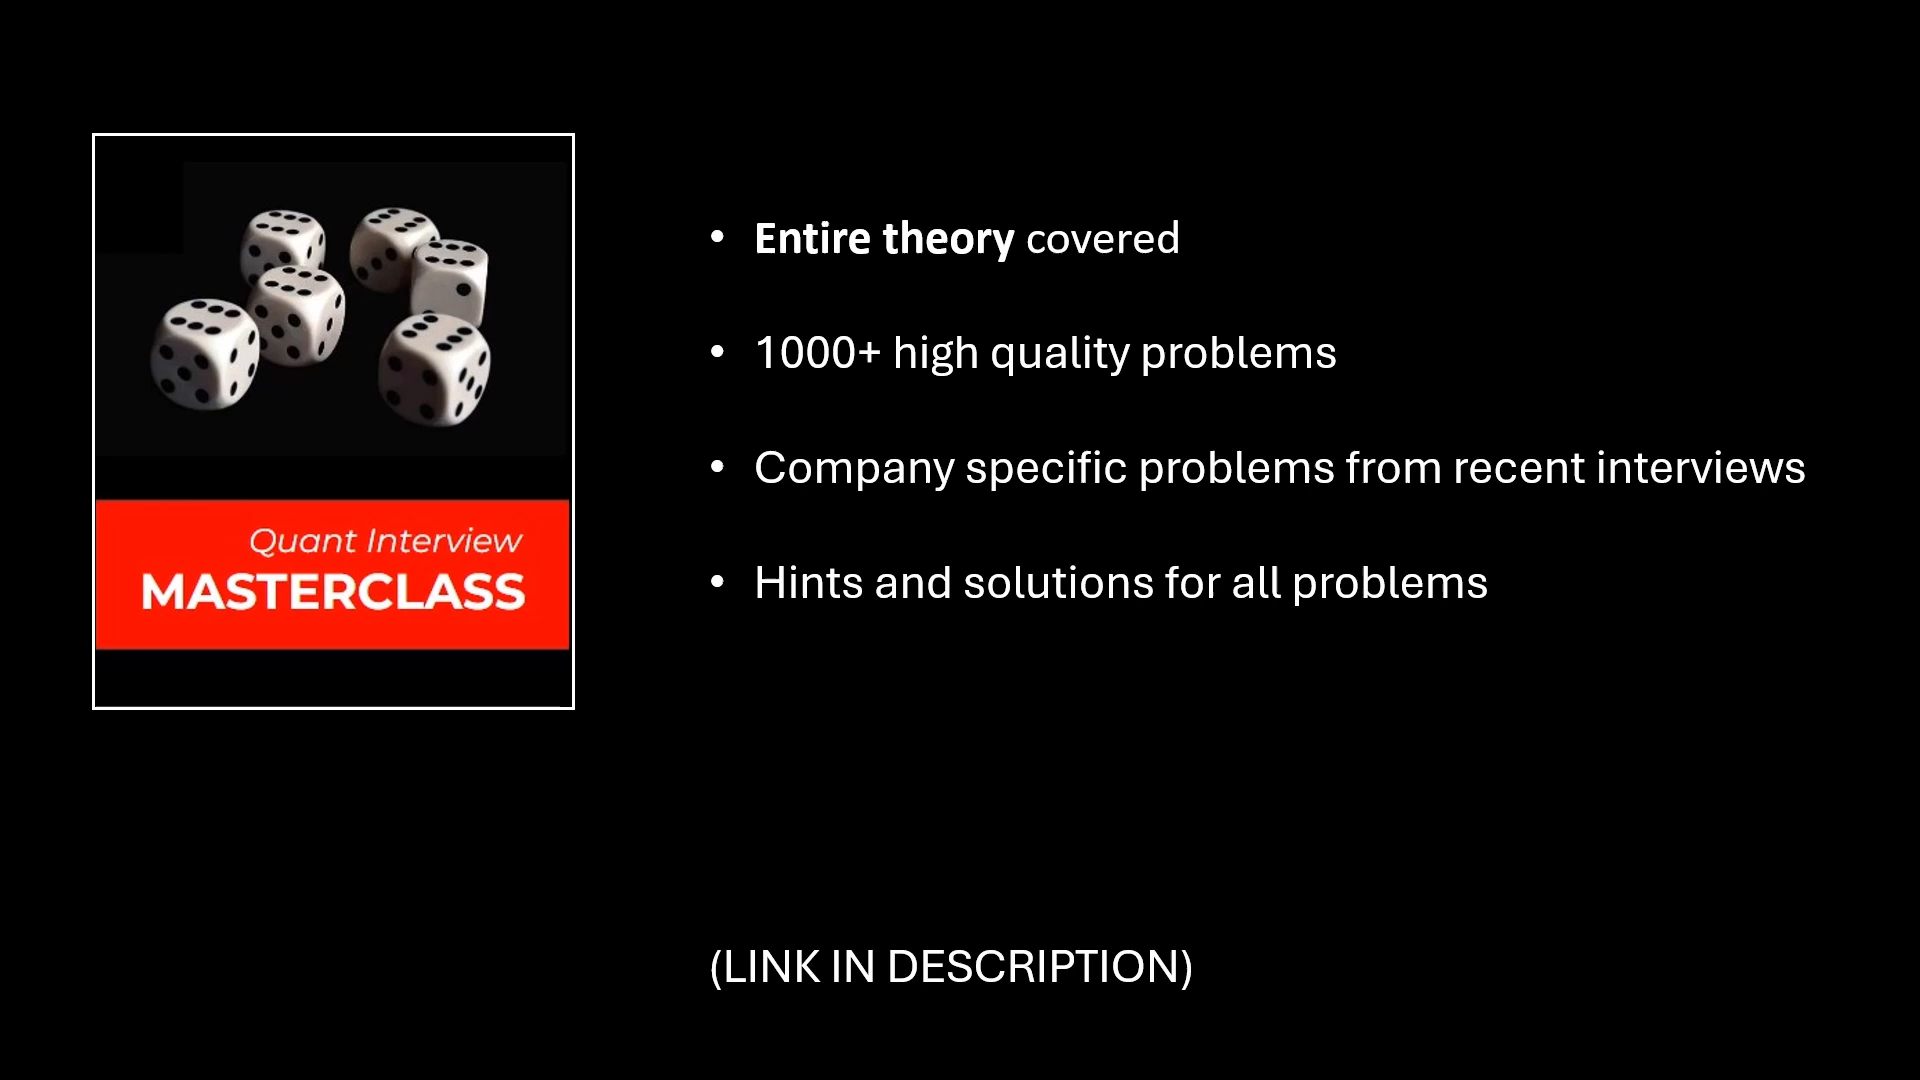 Quant Interview
MASTERCLASS
• Entire theory covered
• 1000+ high quality problems
• Company specific problems from recent interviews
• Hints and solutions for all problems
(LINK IN DESCRIPTION)